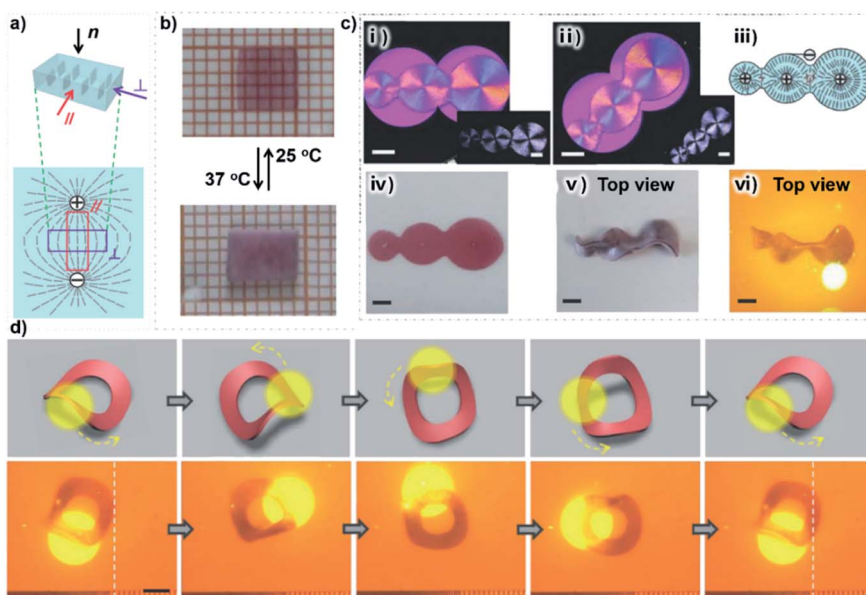 a)
n
⊥
//
+
//
⊥
−
b)
25 °C
37 °C
c)
i)
ii)
iii)
−
+ + +
iv)
v) Top view
vi) Top view
d)